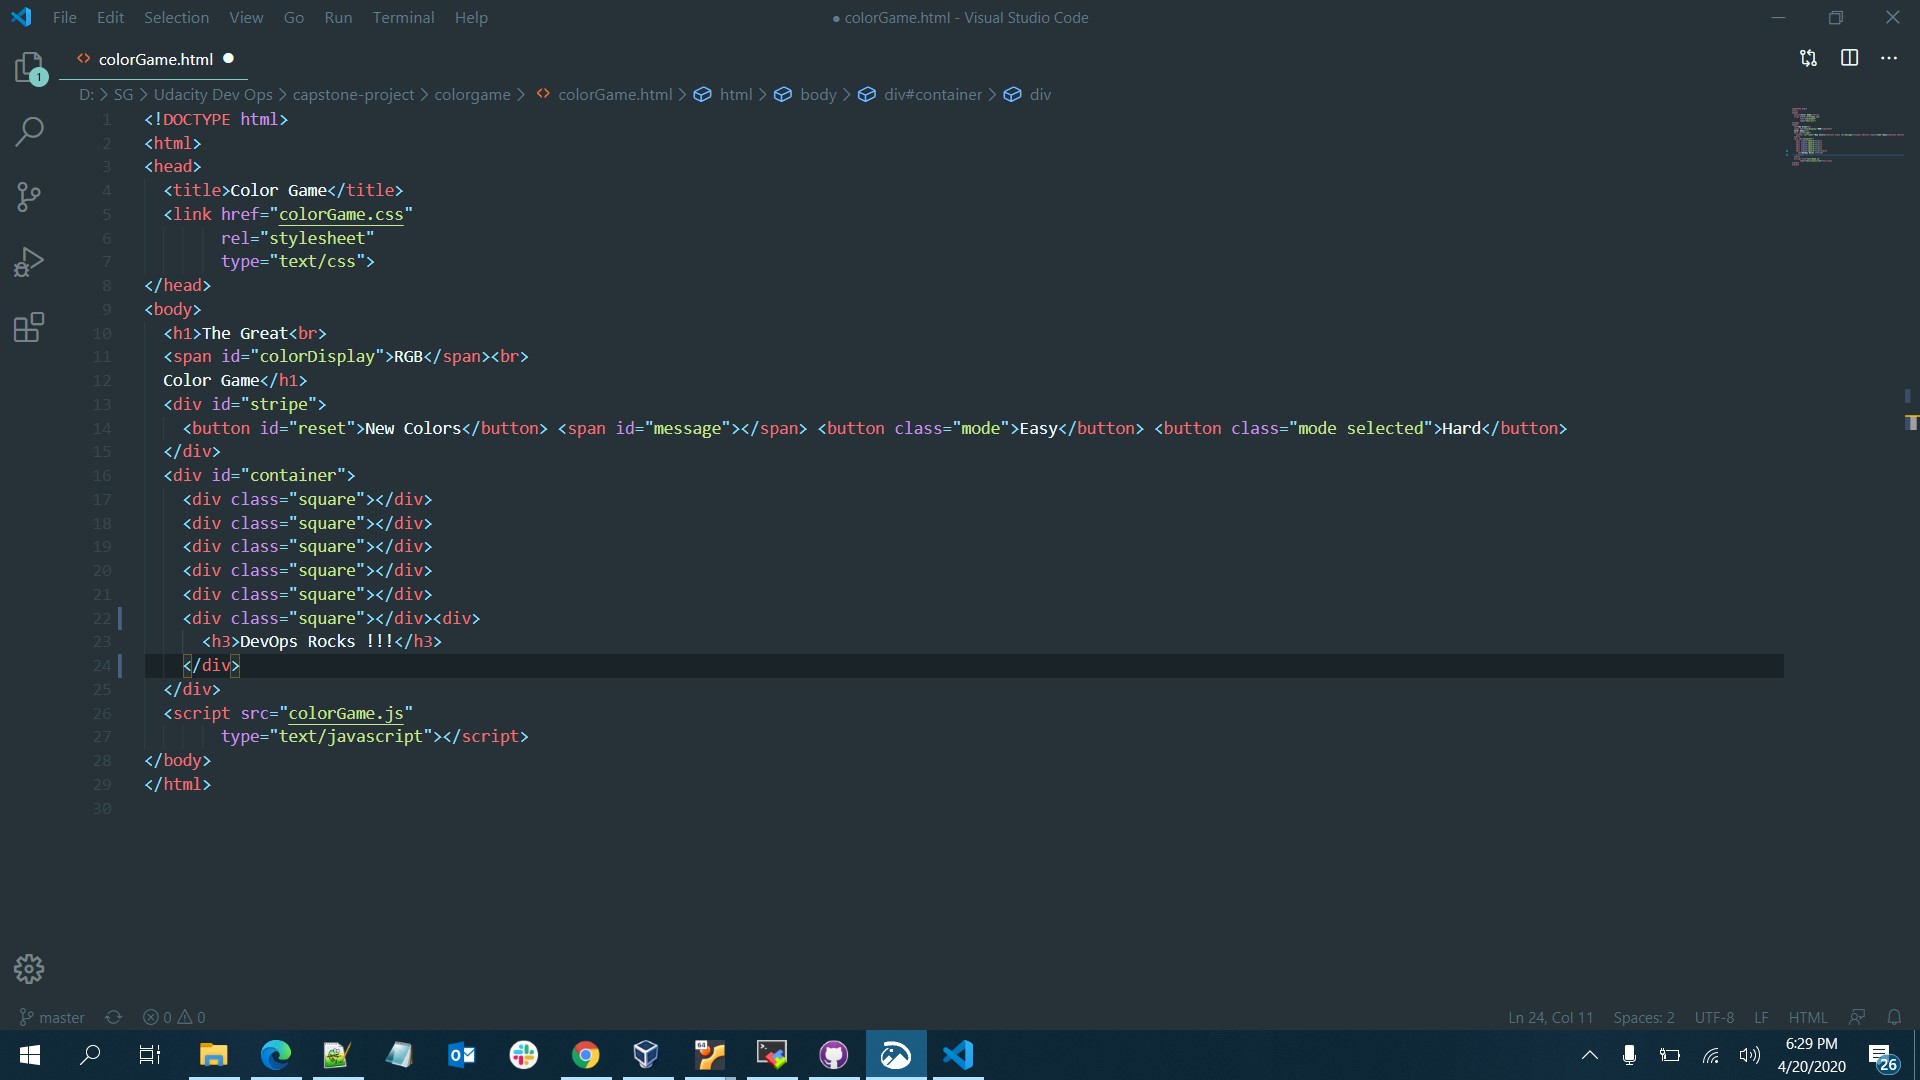 File Edit Selection View Go Run Terminal Help
● colorGame.html - Visual Studio Code
1
colorGame.html
D: > SG > Udacity Dev Ops > capstone-project > colorgame > colorGame.html > html > body > div#container > div
1 <!DOCTYPE html>
2 <html>
3 <head>
4 <title>Color Game</title>
5 <link href="colorGame.css"
6 rel="stylesheet"
7 type="text/css">
8 </head>
9 <body>
10 <h1>The Great<br>
11 <span id="colorDisplay">RGB</span><br>
12 Color Game</h1>
13 <div id="stripe">
14 <button id="reset">New Colors</button> <span id="message"></span> <button class="mode">Easy</button> <button class="mode selected">Hard</button>
15 </div>
16 <div id="container">
17 <div class="square"></div>
18 <div class="square"></div>
19 <div class="square"></div>
20 <div class="square"></div>
21 <div class="square"></div>
22 <div class="square"></div><div>
23 <h3>DevOps Rocks !!!</h3>
24 </div>
25 </div>
26 <script src="colorGame.js"
27 type="text/javascript"></script>
28 </body>
29 </html>
30
master 0 0 Ln 24, Col 11 Spaces: 2 UTF-8 LF HTML
6:29 PM
4/20/2020
26
64